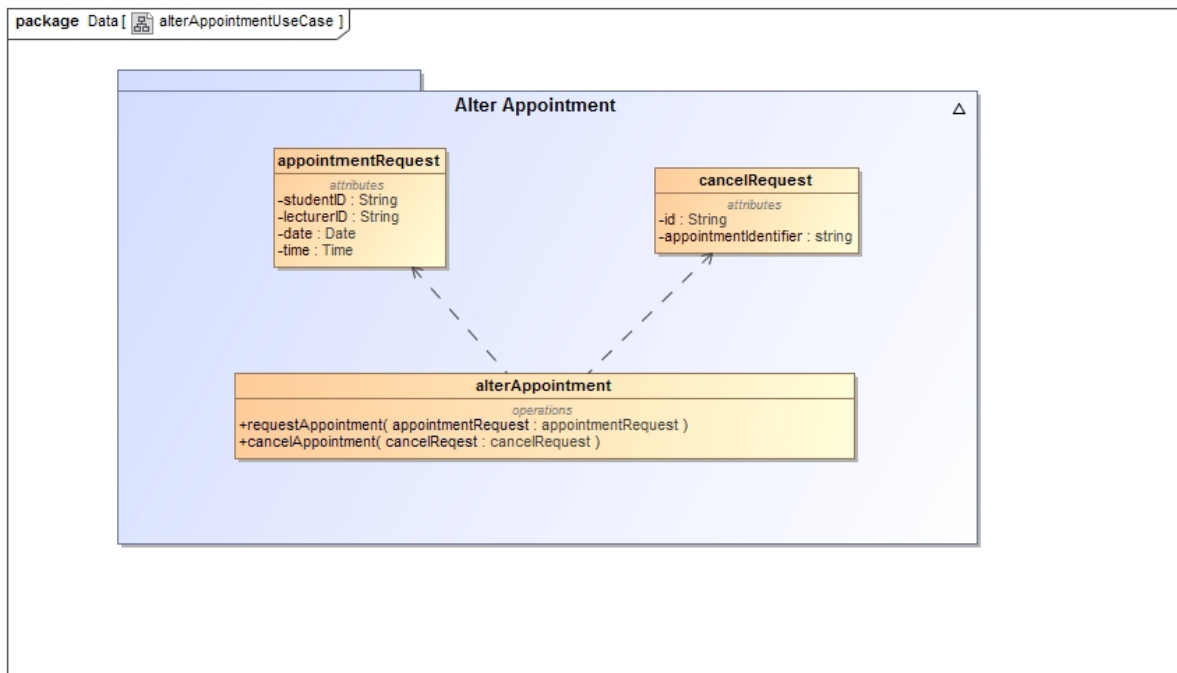 package Data [ alterAppointmentUseCase ]
Alter Appointment
appointmentRequest
attributes
-studentID : String
-lecturerID : String
-date : Date
-time : Time
cancelRequest
attributes
-id : String
-appointmentIdentifier : string
alterAppointment
operations
+requestAppointment( appointmentRequest : appointmentRequest )
+cancelAppointment( cancelReqest : cancelRequest )